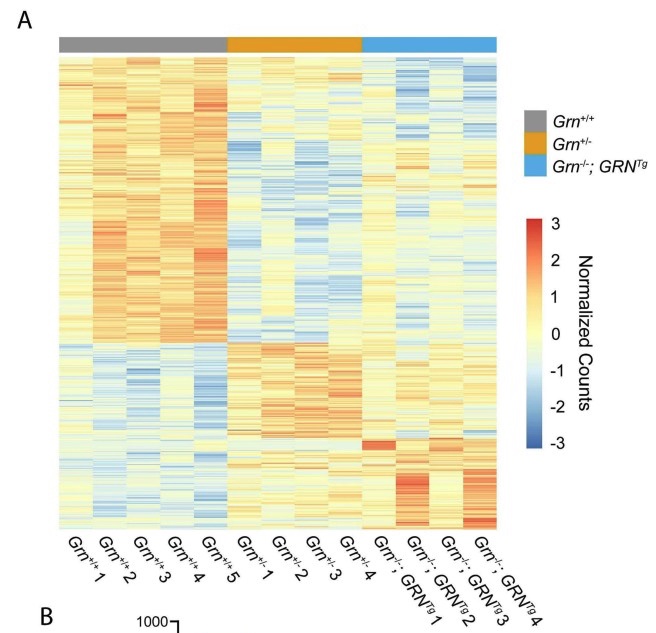 A
Grn+/+
Grn+/-
Grn-/-; GRNTg
3
2
1
0
-1
-2
-3
Normalized Counts
Grn+/+ 1
Grn+/+ 2
Grn+/+ 3
Grn+/+ 4
Grn+/+ 5
Grn+/- 1
Grn+/- 2
Grn+/- 3
Grn+/- 4
Grn-/-; GRNTg 1
Grn-/-; GRNTg 2
Grn-/-; GRNTg 3
Grn-/-; GRNTg 4
B
1000